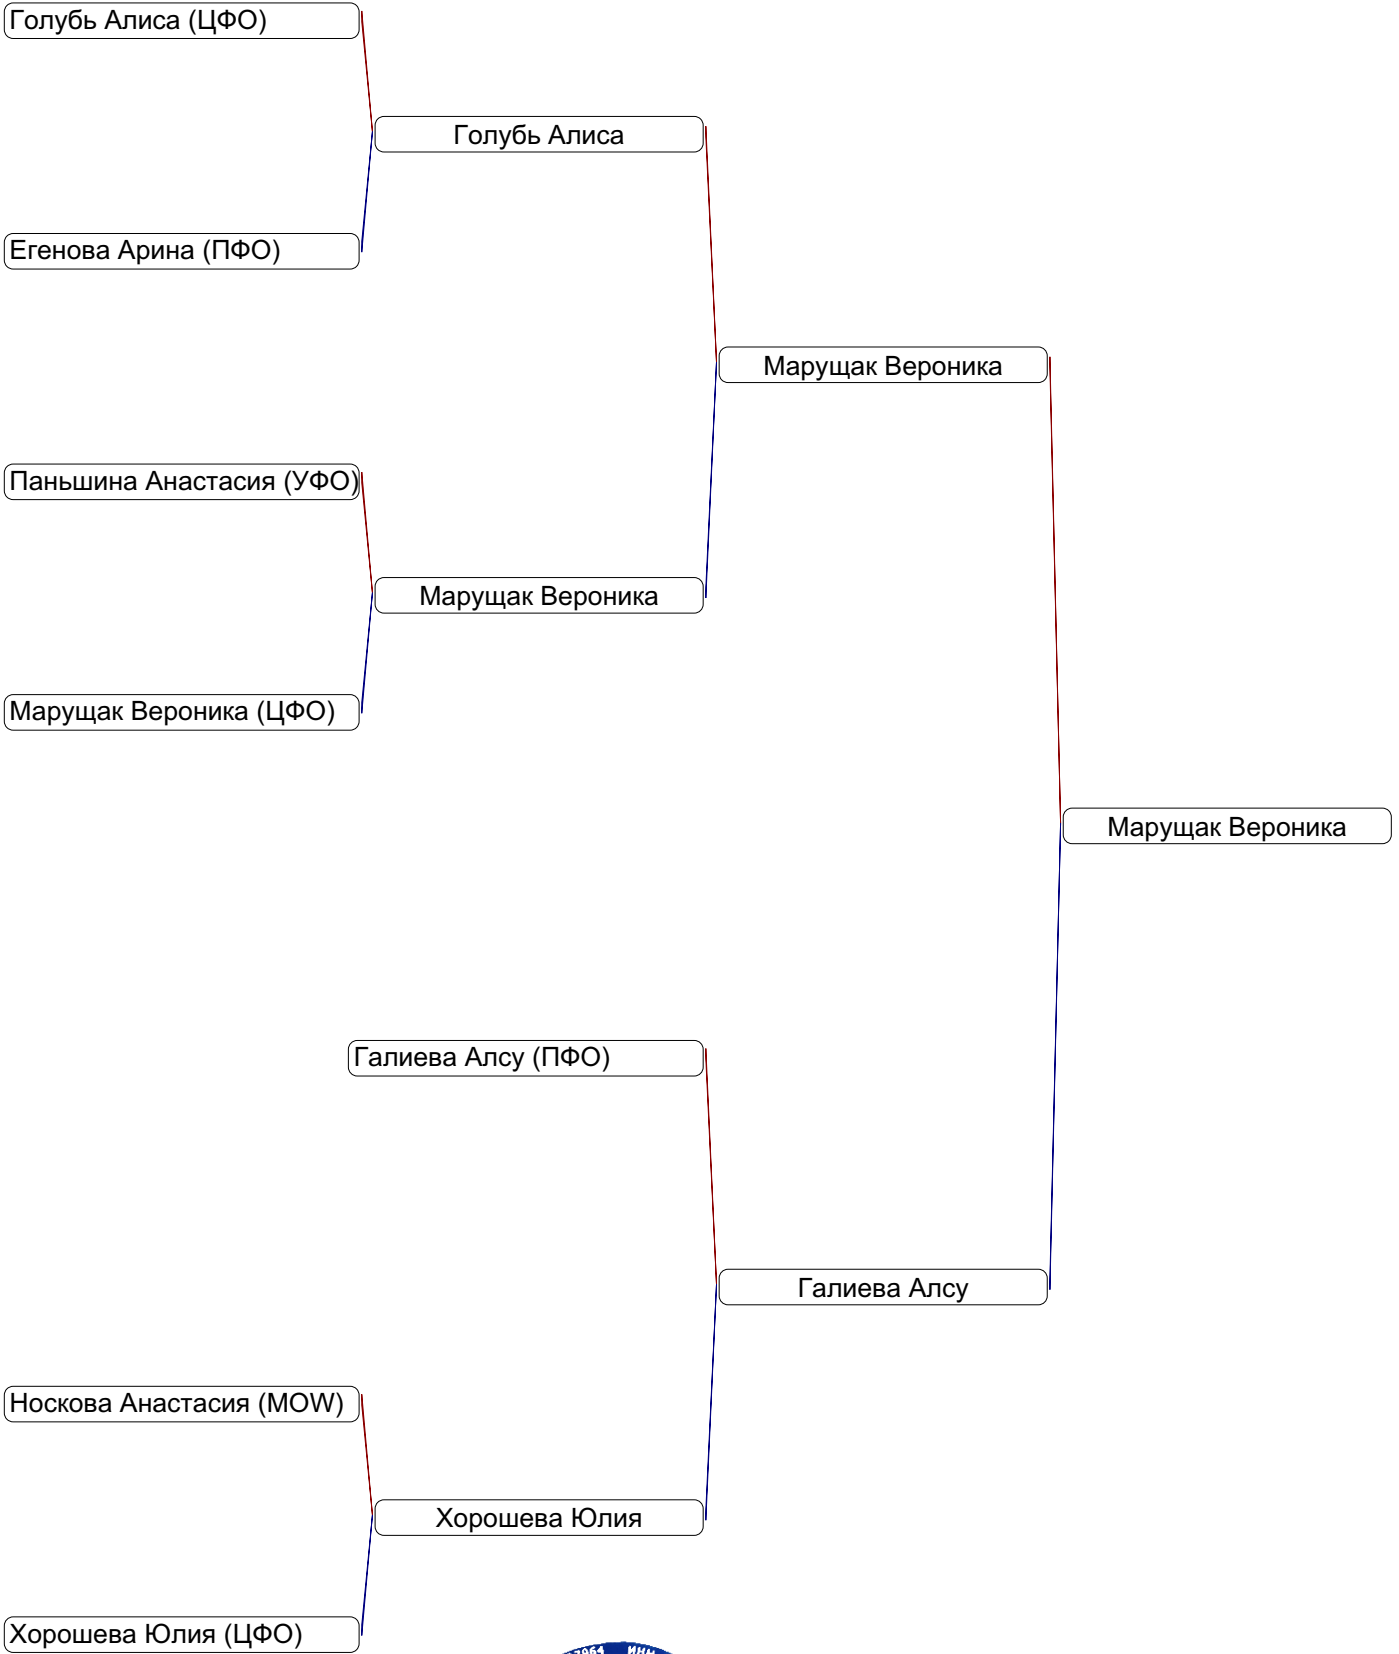 Голубь Алиса (ЦФО)
Голубь Алиса
Егенова Арина (ПФО)
Марущак Вероника
Паньшина Анастасия (УФО)
Марущак Вероника
Марущак Вероника (ЦФО)
Марущак Вероника
Галиева Алсу (ПФО)
Галиева Алсу
Носкова Анастасия (MOW)
Хорошева Юлия
Хорошева Юлия (ЦФО)
ИНН